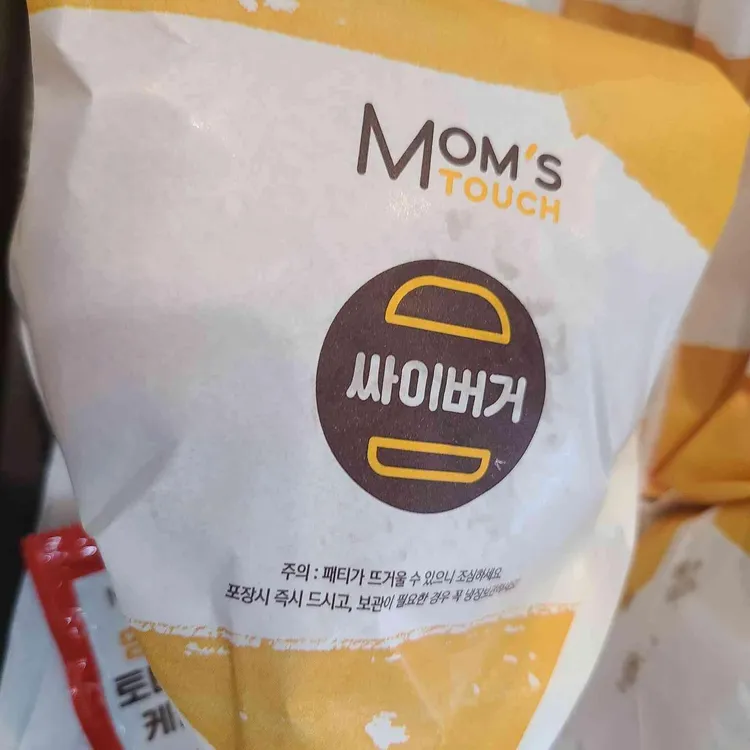 MOM'S
TOUCH
싸이버거
주의 : 패티가 뜨거울 수 있으니 조심하세요
포장시 즉시 드시고, 보관이 필요한 경우 꼭 냉장보관하세요
케